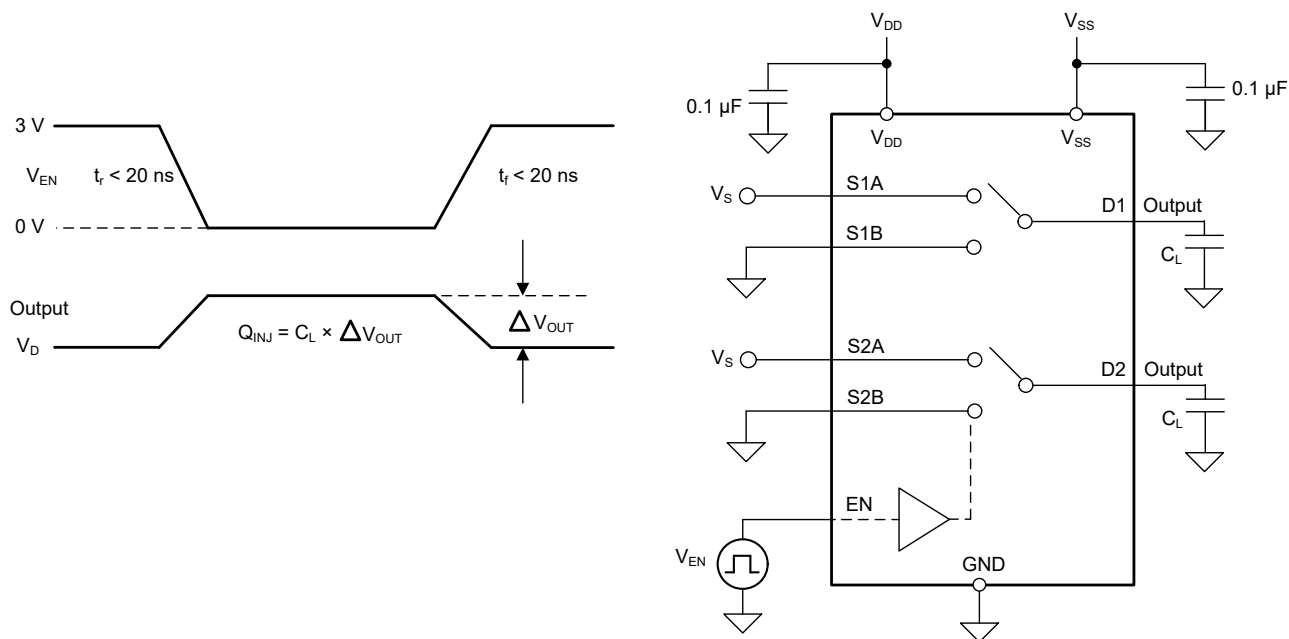 3 V
V_EN
t_r < 20 ns
t_f < 20 ns
0 V
Output
V_D
Q_INJ = C_L × Δ V_OUT
Δ V_OUT
V_DD
V_SS
0.1 µF
0.1 µF
V_DD
V_SS
V_S
S1A
D1 Output
S1B
C_L
V_S
S2A
D2 Output
S2B
C_L
EN
V_EN
GND